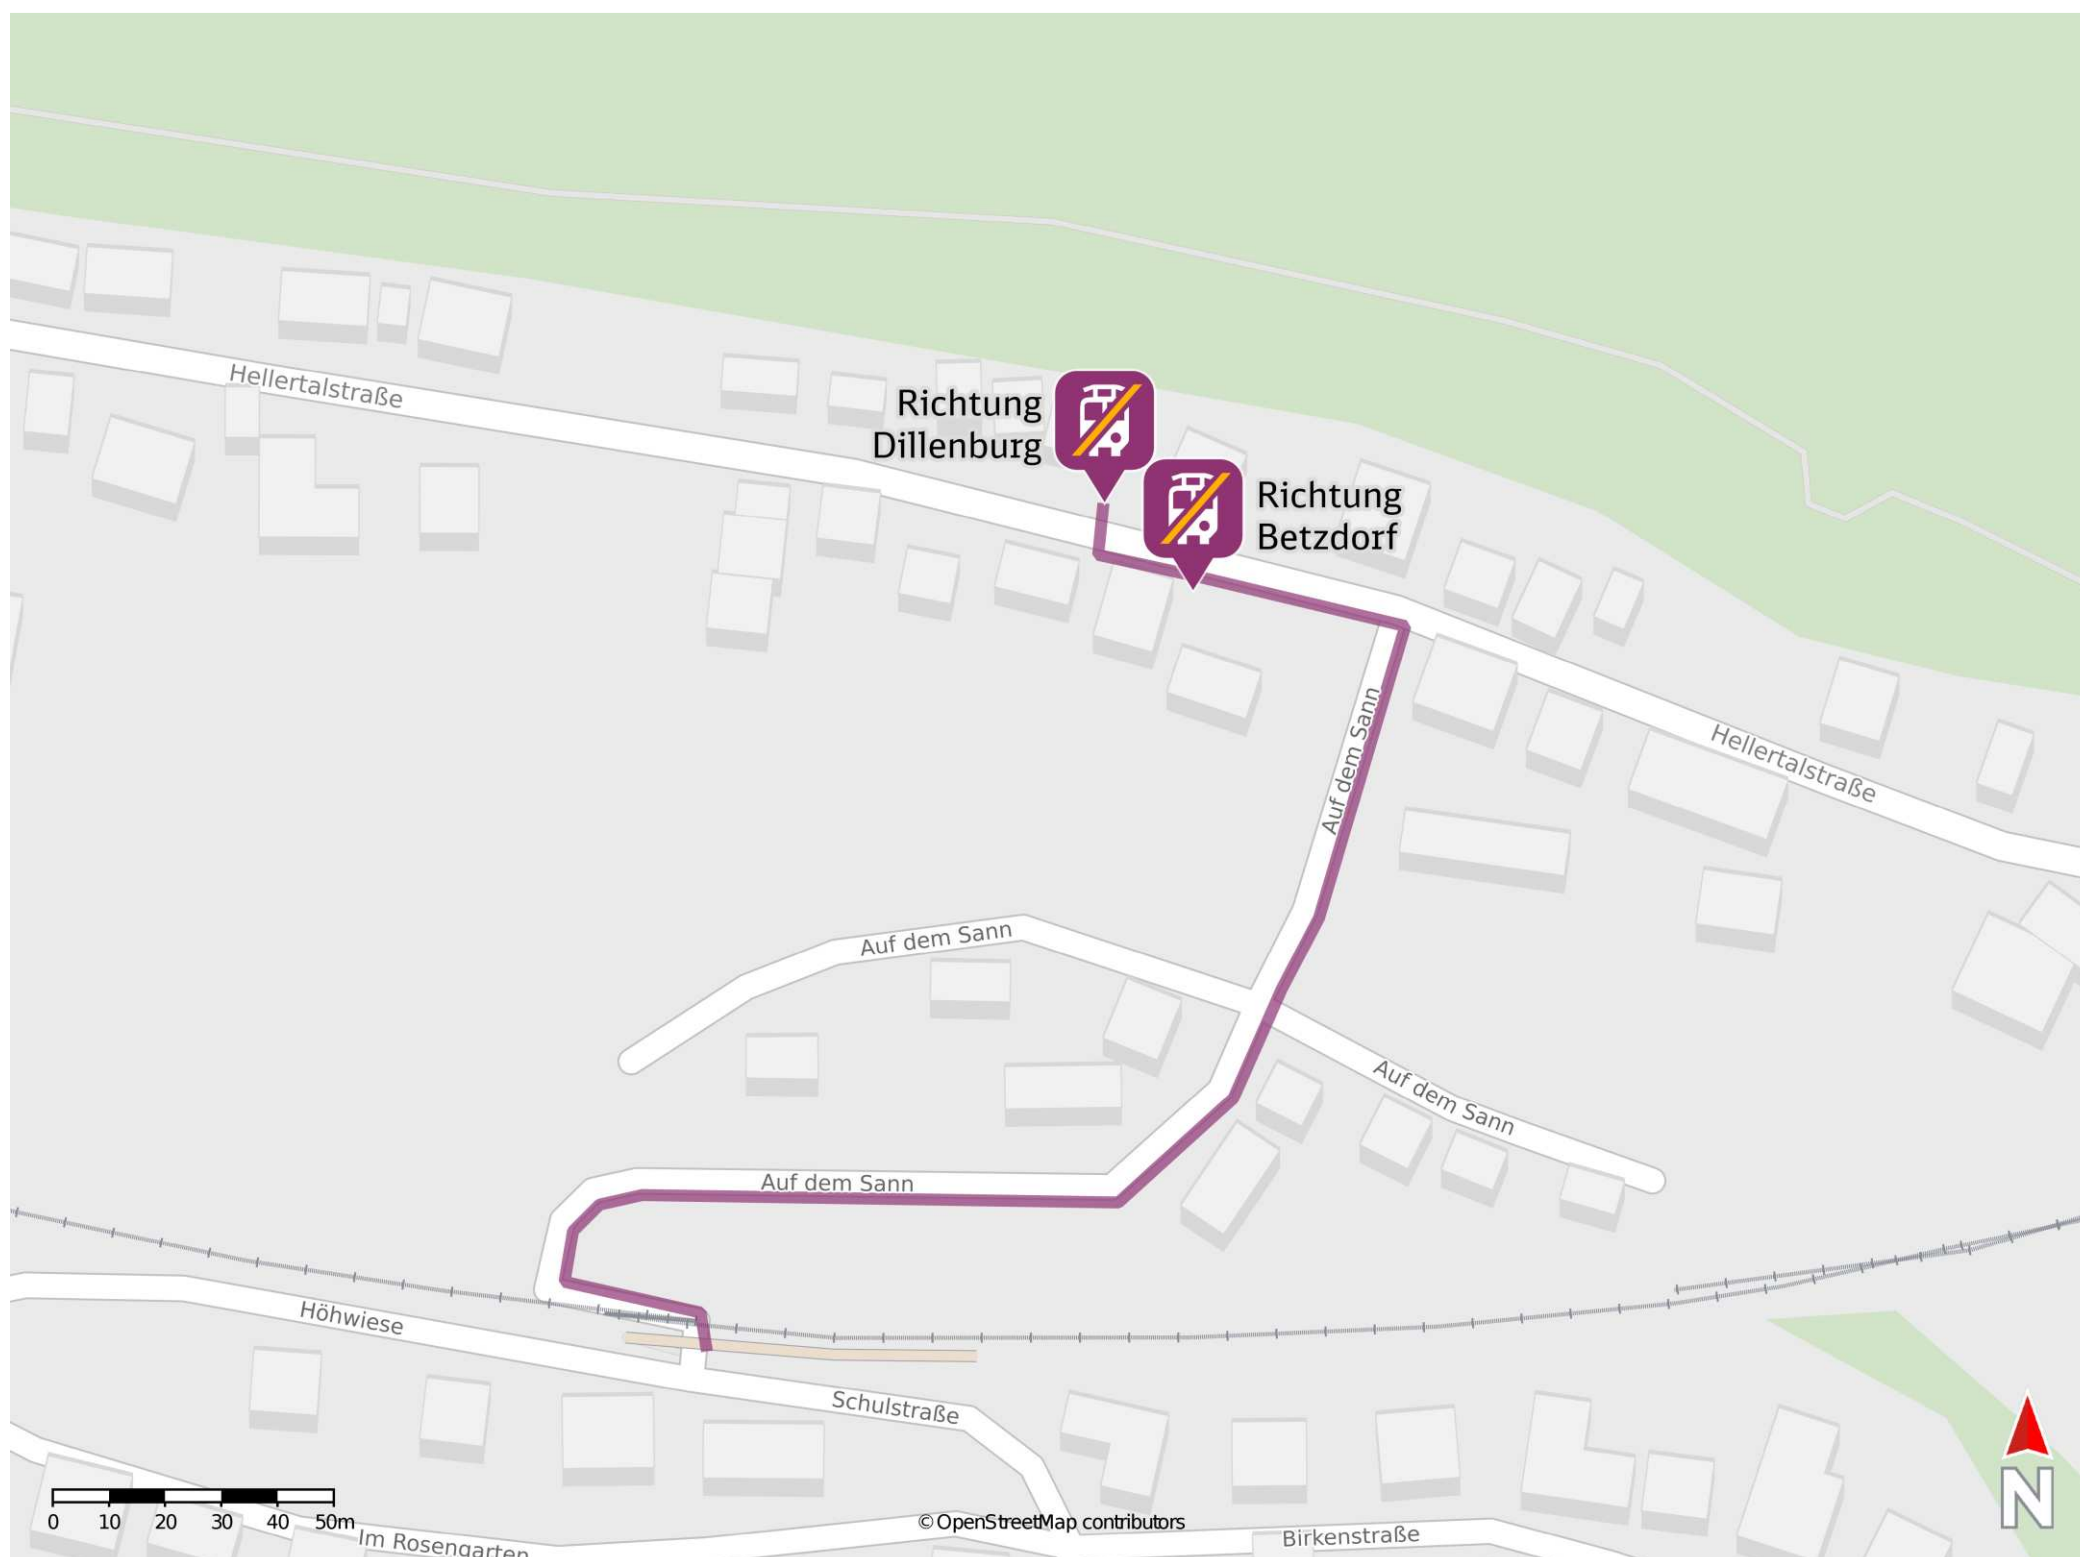 Hellertalstraße
Richtung
Dillenburg
Richtung
Betzdorf
Auf dem Sann
Hellertalstraße
Auf dem Sann
Auf dem Sann
Auf dem Sann
Höhwiese
Schulstraße
0 10 20 30 40 50m
Im Rosengarten
© OpenStreetMap contributors
Birkenstraße
N